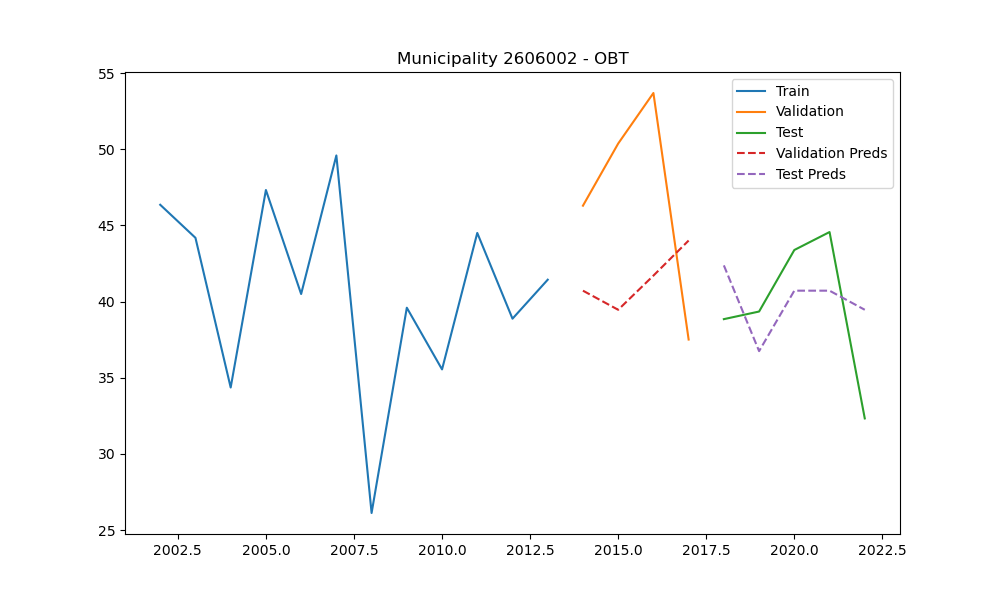 Municipality 2606002 - OBT
55
50
45
40
35
30
25
Train
Validation
Test
Validation Preds
Test Preds
2002.5 2005.0 2007.5 2010.0 2012.5 2015.0 2017.5 2020.0 2022.5